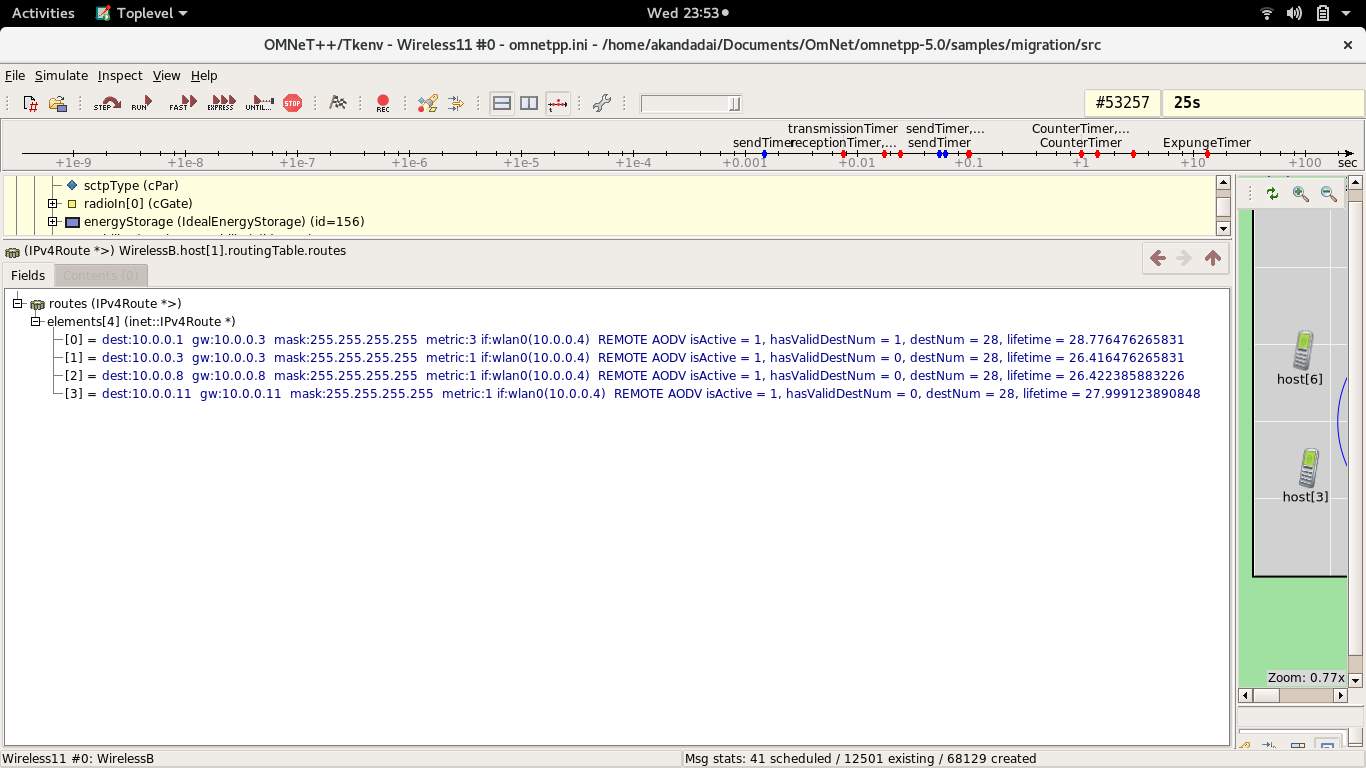 Activities Toplevel Wed 23:53
OMNeT++/Tkenv - Wireless11 #0 - omnetpp.ini - /home/akandadai/Documents/OmNet/omnetpp-5.0/samples/migration/src
File Simulate Inspect View Help
STEP RUN FAST EXPRESS UNTIL... STOP REC #53257 25s
transmissionTimer sendTimer,... CounterTimer,...
sendTimer receptionTimer,... sendTimer CounterTimer ExpungeTimer
+1e-9 +1e-8 +1e-7 +1e-6 +1e-5 +1e-4 +0.001 +0.01 +0.1 +1 +10 +100 sec
sctpType (cPar)
radioIn[0] (cGate)
energyStorage (IdealEnergyStorage) (id=156)
(IPv4Route *>) WirelessB.host[1].routingTable.routes
Fields Contents (0)
routes (IPv4Route *>)
elements[4] (inet::IPv4Route *)
[0] = dest:10.0.0.1 gw:10.0.0.3 mask:255.255.255.255 metric:3 if:wlan0(10.0.0.4) REMOTE AODV isActive = 1, hasValidDestNum = 1, destNum = 28, lifetime = 28.776476265831
[1] = dest:10.0.0.3 gw:10.0.0.3 mask:255.255.255.255 metric:1 if:wlan0(10.0.0.4) REMOTE AODV isActive = 1, hasValidDestNum = 0, destNum = 28, lifetime = 26.416476265831
[2] = dest:10.0.0.8 gw:10.0.0.8 mask:255.255.255.255 metric:1 if:wlan0(10.0.0.4) REMOTE AODV isActive = 1, hasValidDestNum = 0, destNum = 28, lifetime = 26.422385883226
[3] = dest:10.0.0.11 gw:10.0.0.11 mask:255.255.255.255 metric:1 if:wlan0(10.0.0.4) REMOTE AODV isActive = 1, hasValidDestNum = 0, destNum = 28, lifetime = 27.999123890848
host[6]
host[3]
Zoom: 0.77x
Wireless11 #0: WirelessB
Msg stats: 41 scheduled / 12501 existing / 68129 created